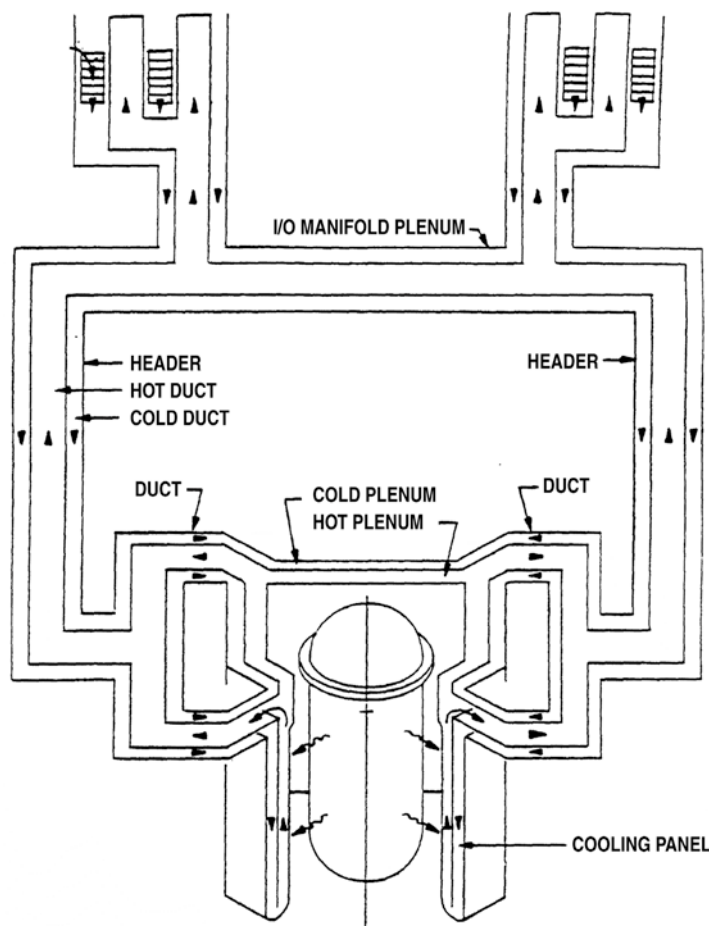 I/O MANIFOLD PLENUM
HEADER
HEADER
HOT DUCT
COLD DUCT
DUCT
DUCT
COLD PLENUM
HOT PLENUM
COOLING PANEL